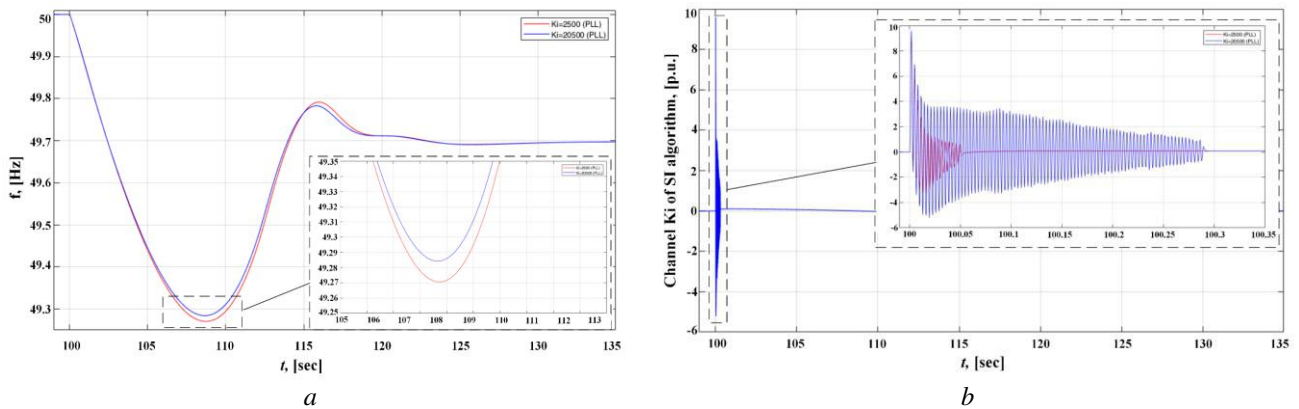 50
49.9
49.8
49.7
49.6
49.5
49.4
49.3
f, [Hz]
Ki=2500 (PLL)
Ki=20500 (PLL)
49.35
49.34
49.33
49.32
49.31
49.3
49.29
49.28
49.27
49.26
49.25
105 106 107 108 109 110 111 112 113
100 105 110 115 120 125 130 135
t, [sec]
a
10
8
6
4
2
0
-2
-4
-6
Channel Ki of SI algorithm, [p.u.]
Ki=2500 (PLL)
Ki=20500 (PLL)
10
8
6
4
2
0
-2
-4
-6
100 100.05 100.1 100.15 100.2 100.25 100.3 100.35
100 105 110 115 120 125 130 135
t, [sec]
b